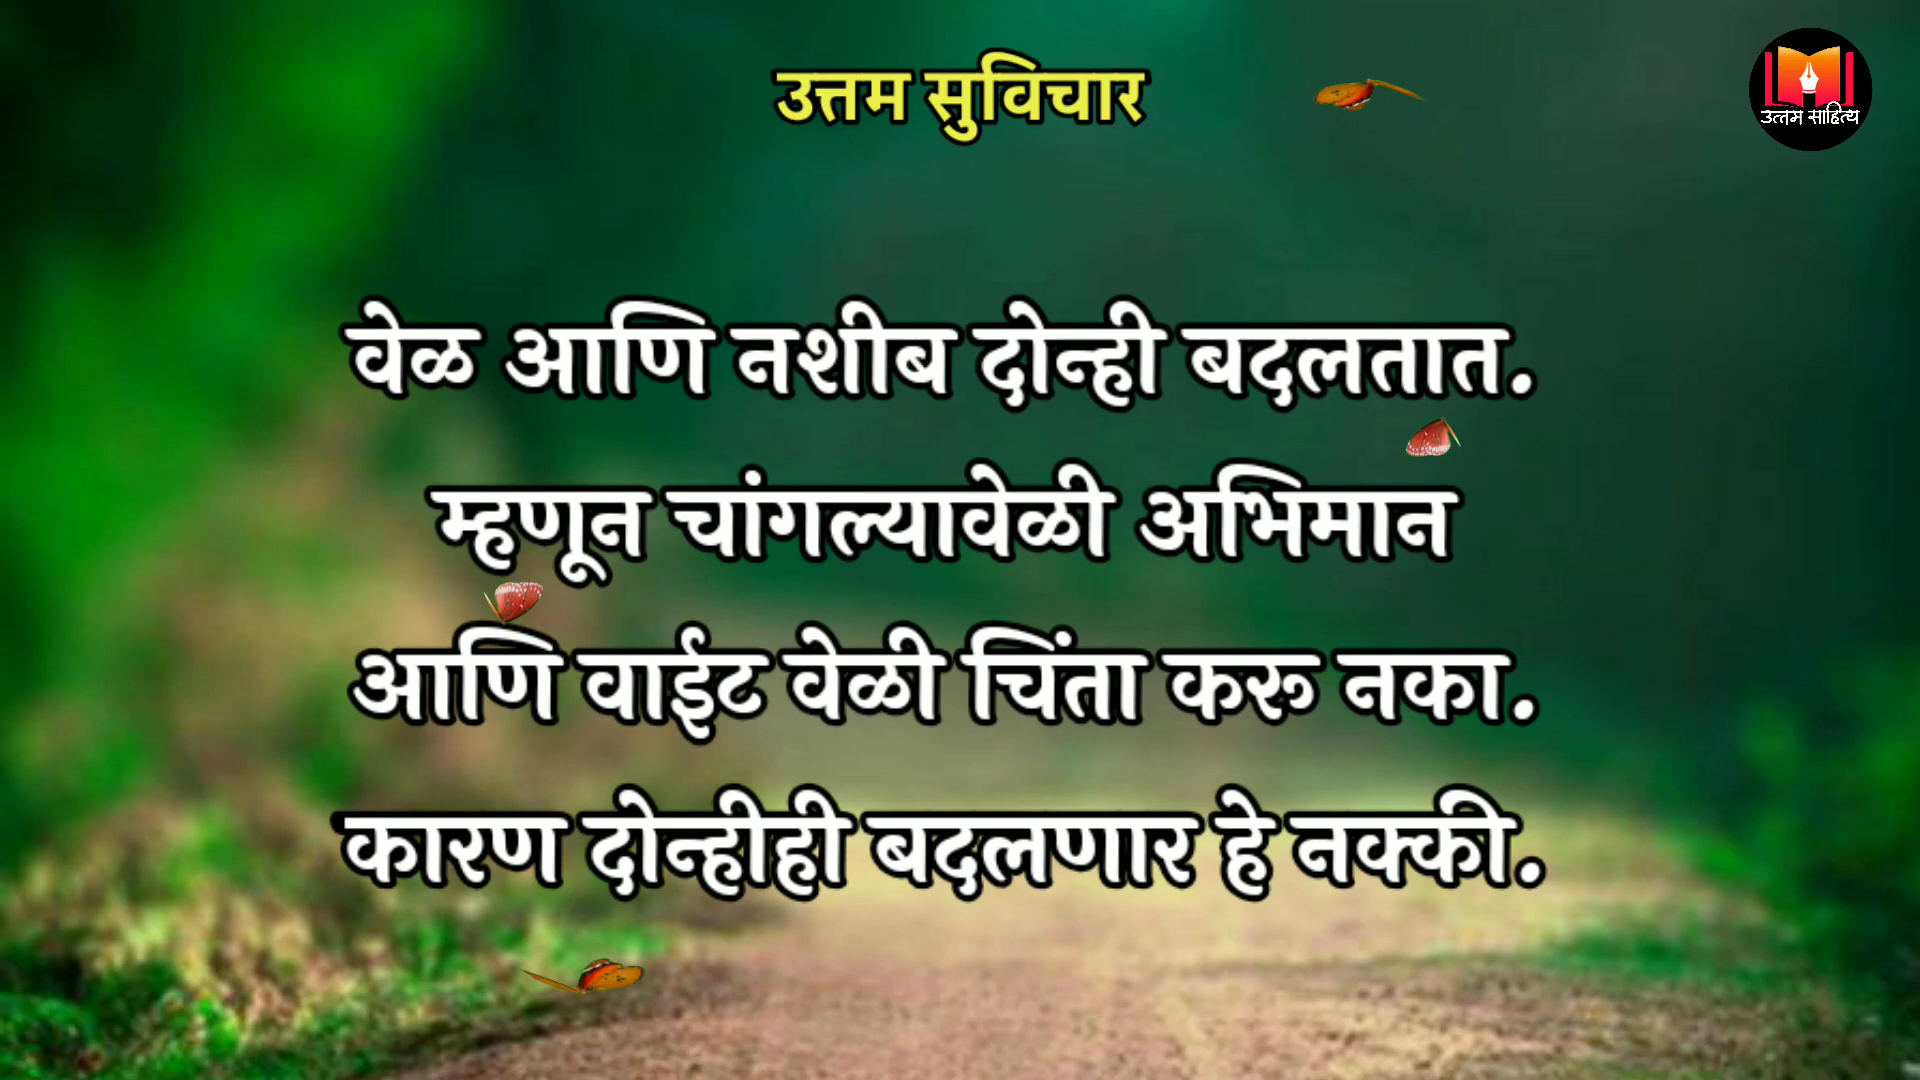 उत्तम सुविचार
उत्तम साहित्य
वेळ आणि नशीब दोन्ही बदलतात.
म्हणून चांगल्यावेळी अभिमान
आणि वाईट वेळी चिंता करू नका.
कारण दोन्हीही बदलणार हे नक्की.